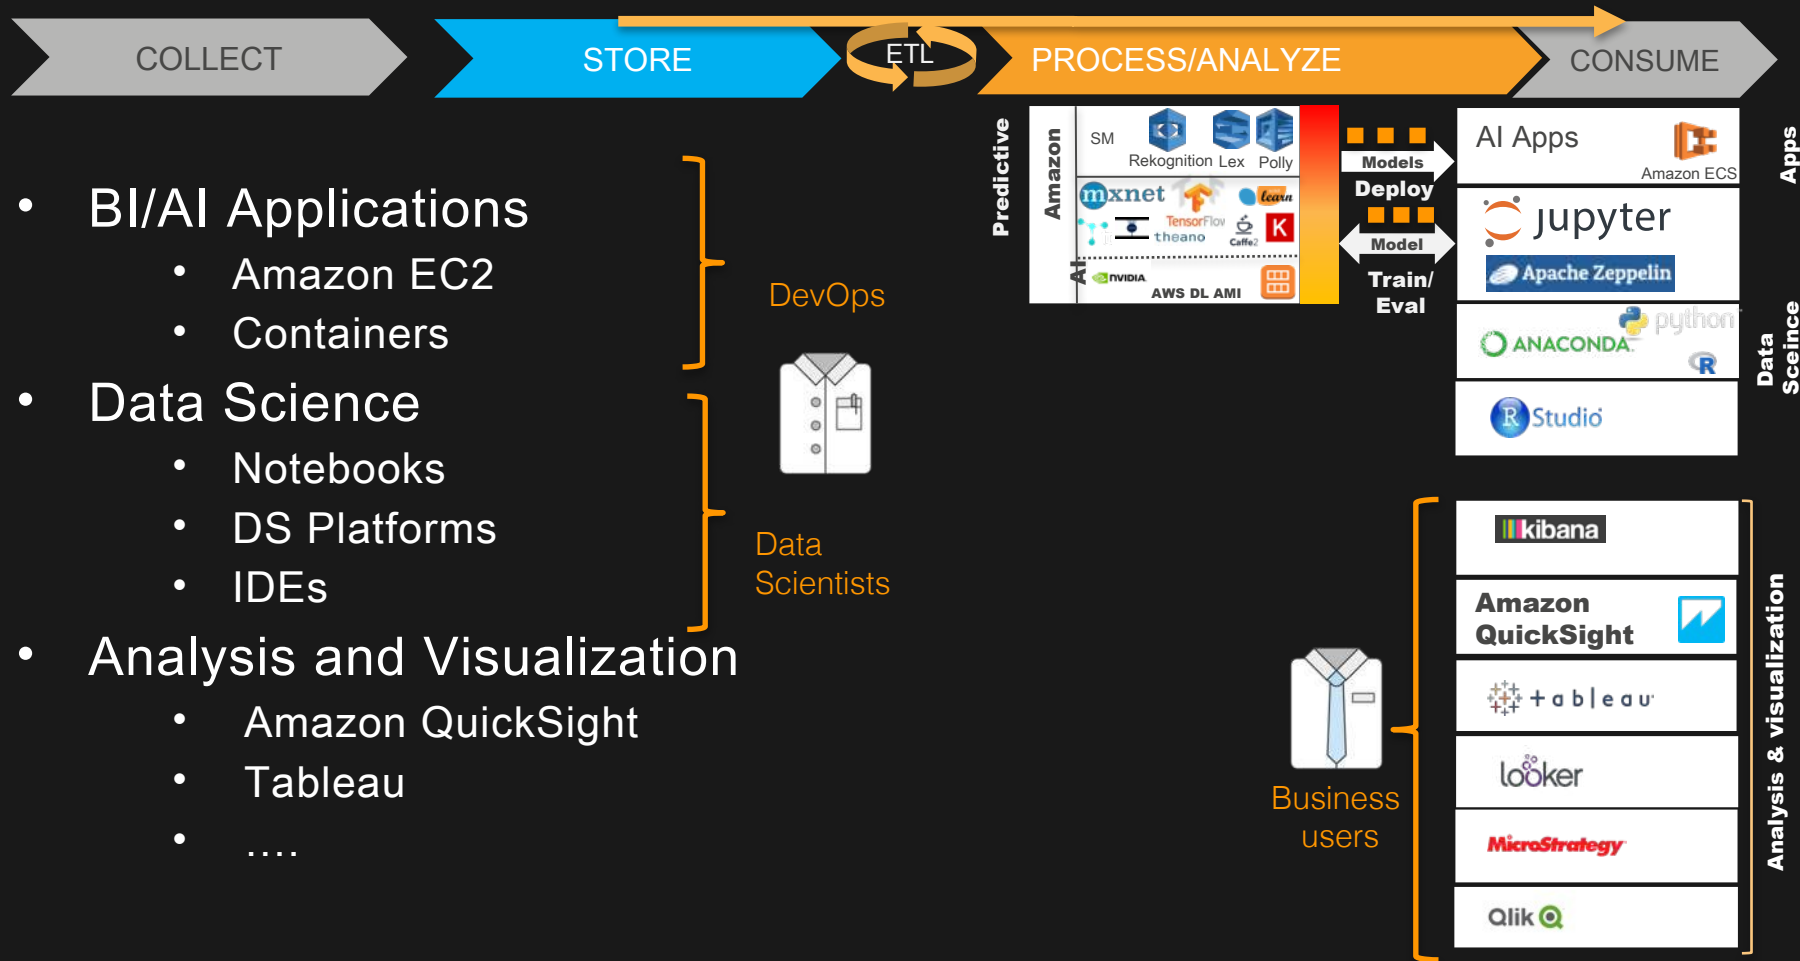 COLLECT
STORE
ETL
PROCESS/ANALYZE
CONSUME
• BI/AI Applications
• Amazon EC2
• Containers
• Data Science
• Notebooks
• DS Platforms
• IDEs
• Analysis and Visualization
• Amazon QuickSight
• Tableau
• ....
DevOps
Data
Scientists
Predictive
Amazon
AI
SM
Rekognition
Lex
Polly
mxnet
TensorFlow
learn
theano
Caffe2
K
NVIDIA
AWS DL AMI
Models
Deploy
Model
Train/
Eval
AI Apps
Amazon ECS
Apps
jupyter
Apache Zeppelin
python
ANACONDA
R
R Studio
Data
Sceince
Business
users
kibana
Amazon
QuickSight
+ableau
looker
MicroStrategy
Qlik
Analysis & visualization